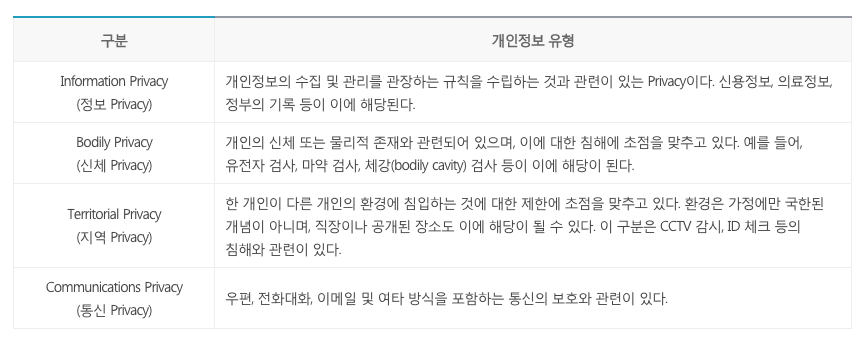 구분
개인정보 유형
Information Privacy
(정보 Privacy)
개인정보의 수집 및 관리를 관장하는 규칙을 수립하는 것과 관련이 있는 Privacy이다. 신용정보, 의료정보,
정부의 기록 등이 이에 해당된다.
Bodily Privacy
(신체 Privacy)
개인의 신체 또는 물리적 존재와 관련되어 있으며, 이에 대한 침해에 초점을 맞추고 있다. 예를 들어,
유전자 검사, 마약 검사, 체강(bodily cavity) 검사 등이 이에 해당이 된다.
Territorial Privacy
(지역 Privacy)
한 개인이 다른 개인의 환경에 침입하는 것에 대한 제한에 초점을 맞추고 있다. 환경은 가정에만 국한된
개념이 아니며, 직장이나 공개된 장소도 이에 해당이 될 수 있다. 이 구분은 CCTV 감시, ID 체크 등의
침해와 관련이 있다.
Communications Privacy
(통신 Privacy)
우편, 전화대화, 이메일 및 여타 방식을 포함하는 통신의 보호와 관련이 있다.